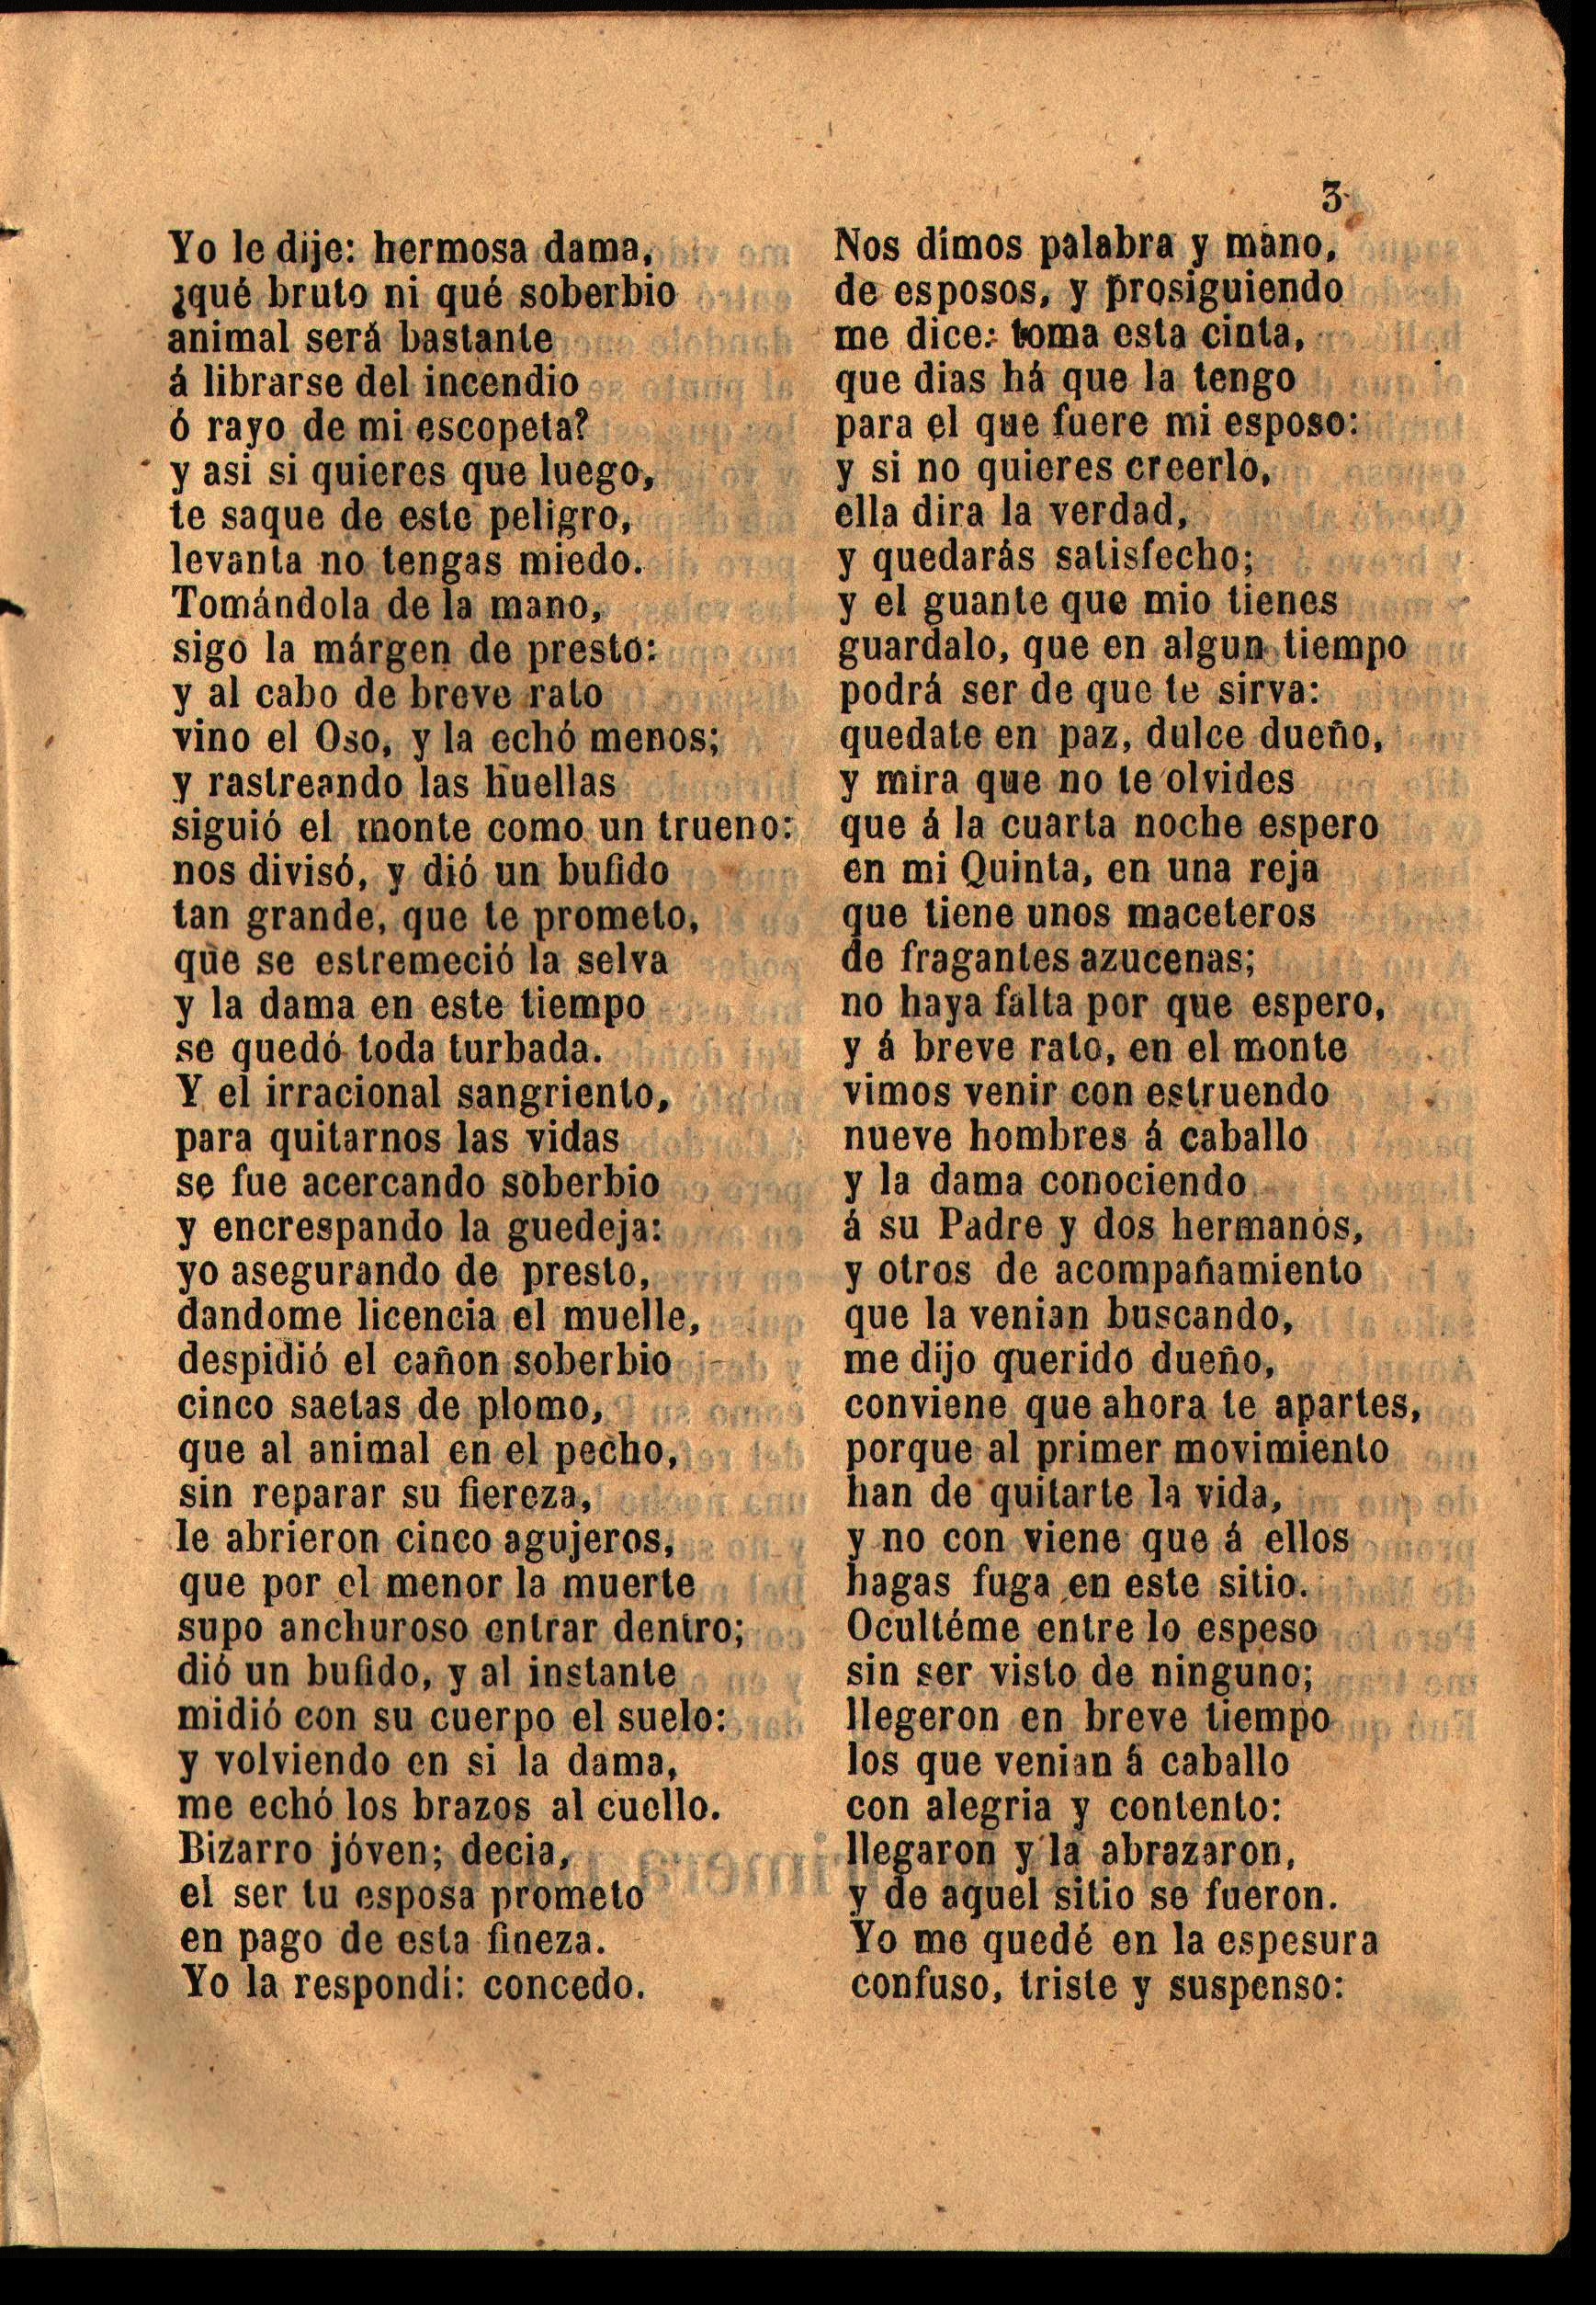 3
Yo le dije: hermosa dama,
¿qué bruto ni qué soberbio
animal será bastante
á librarse del incendio
ó rayo de mi escopeta?
y asi si quieres que luego,
te saque de este peligro,
levanta no tengas miedo.
Tomándola de la mano,
sigo la márgen de presto:
y al cabo de breve rato
vino el Oso, y la echó menos;
y rastreando las huellas
siguió el monte como un trueno:
nos divisó, y dió un bufido
tan grande, que te prometo,
que se estremeció la selva
y la dama en este tiempo
se quedó toda turbada.
Y el irracional sangriento,
para quitarnos las vidas
se fue acercando soberbio
y encrespando la guedeja:
yo asegurando de presto,
dandome licencia el muelle,
despidió el cañon soberbio
cinco saetas de plomo,
que al animal en el pecho,
sin reparar su fiereza,
le abrieron cinco agujeros,
que por el menor la muerte
supo anchuroso entrar dentro;
dió un bufido, y al instante
midió con su cuerpo el suelo:
y volviendo en si la dama,
me echó los brazos al cuello.
Bizarro jóven; decia,
el ser tu esposa prometo
en pago de esta fineza.
Yo la respondí: concedo.
Nos dimos palabra y mano,
de esposos, y prosiguiendo
me dice: toma esta cinta,
que dias há que la tengo
para el que fuere mi esposo:
y si no quieres creerlo,
ella dira la verdad,
y quedarás satisfecho;
y el guante que mio tienes
guardalo, que en algun tiempo
podrá ser de que te sirva:
quedate en paz, dulce dueño,
y mira que no te olvides
que á la cuarta noche espero
en mi Quinta, en una reja
que tiene unos maceteros
de fragantes azucenas;
no haya falta por que espero,
y á breve rato, en el monte
vimos venir con estruendo
nueve hombres á caballo
y la dama conociendo
á su Padre y dos hermanos,
y otros de acompañamiento
que la venian buscando,
me dijo querido dueño,
conviene que ahora te apartes,
porque al primer movimiento
han de quitarte la vida,
y no con viene que á ellos
hagas fuga en este sitio.
Ocultéme entre lo espeso
sin ser visto de ninguno;
llegeron en breve tiempo
los que venian á caballo
con alegria y contento:
llegaron y la abrazaron,
y de aquel sitio se fueron.
Yo me quedé en la espesura
confuso, triste y suspenso: